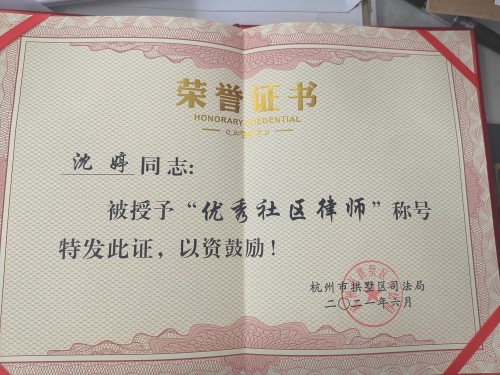 荣誉证书
HONORARY CREDENTIAL
沈婷同志:
被授予“优秀社区律师”称号
特发此证，以资鼓励!
杭州市拱墅区司法局
二〇二一年六月